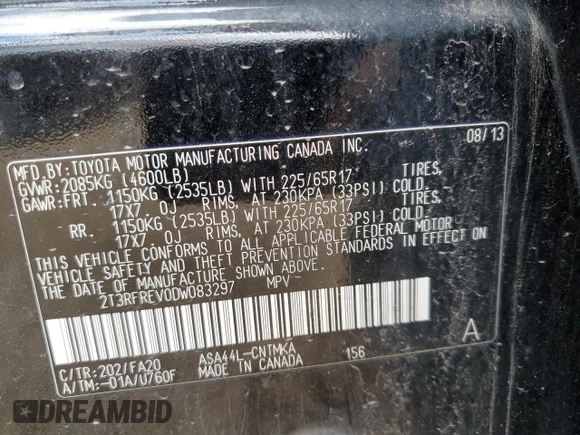 MFD.BY:TOYOTA MOTOR MANUFACTURING CANADA INC. 08/13
GVWR:2085KG (4600LB)
GAWR:FRT. 1150KG (2535LB) WITH 225/65R17 TIRES,
17X7.0J RIMS, AT 230KPA (33PSI) COLD.
RR. 1150KG (2535LB) WITH 225/65R17 TIRES,
17X7.0J RIMS, AT 230KPA (33PSI) COLD.
THIS VEHICLE CONFORMS TO ALL APPLICABLE FEDERAL MOTOR
VEHICLE SAFETY AND THEFT PREVENTION STANDARDS IN EFFECT ON
THE DATE OF MANUFACTURE SHOWN ABOVE.
2T3RFREV0DW083297 MPV
C/TR:202/FA20 ASA44L-CNTMKA 156 A
A/TM:-01A/U760F MADE IN CANADA
DREAMBID